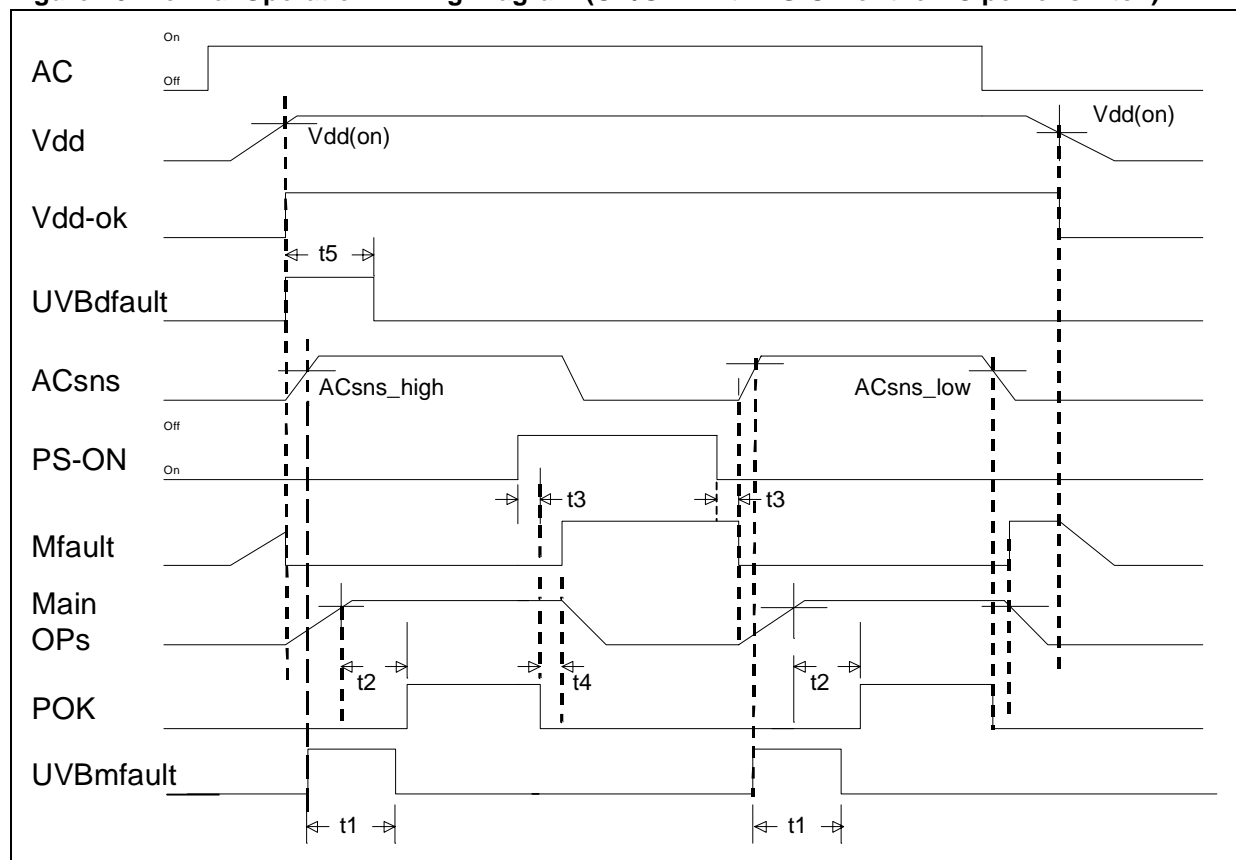 On
AC
Off
Vdd(on)
Vdd(on)
Vdd
Vdd-ok
t5
UVBdfault
ACsns
ACsns_high
ACsns_low
Off
PS-ON
On
t3
t3
Mfault
Main
OPs
t2
t4
t2
POK
UVBmfault
t1
t1